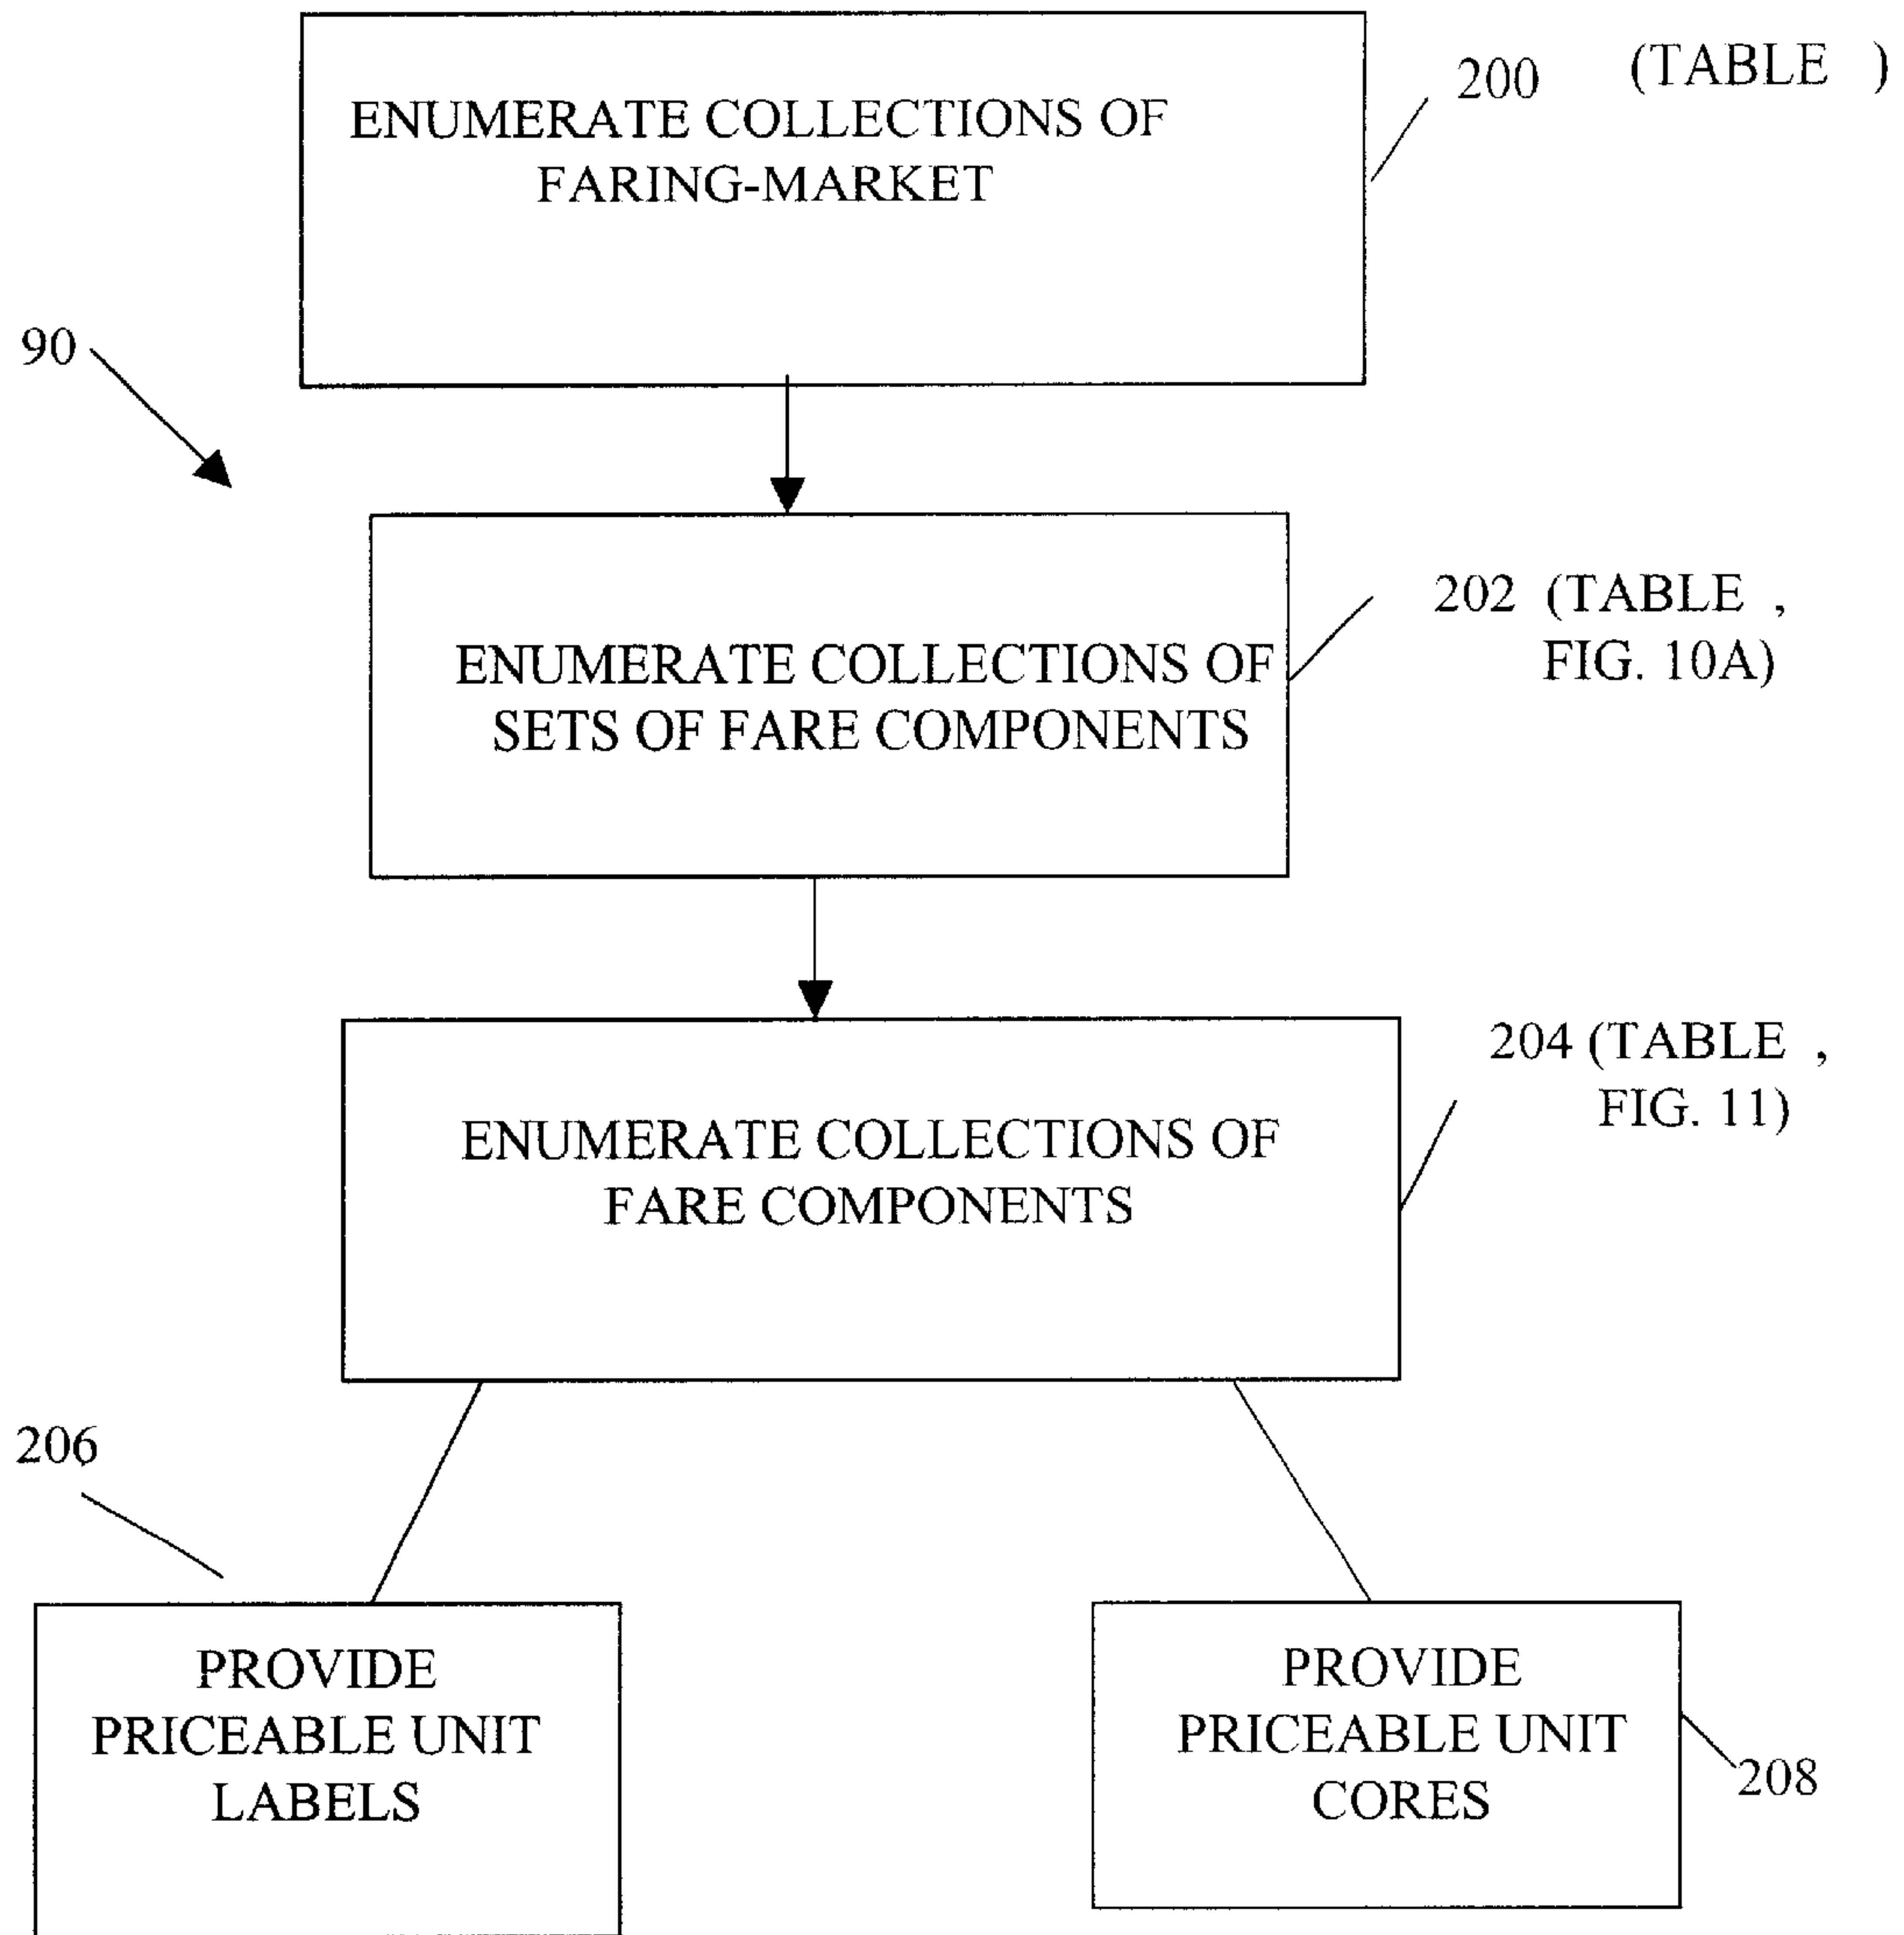 ENUMERATE COLLECTIONS OF
FARING-MARKET
200 (TABLE )
90
ENUMERATE COLLECTIONS OF
SETS OF FARE COMPONENTS
202 (TABLE ,
FIG. 10A)
ENUMERATE COLLECTIONS OF
FARE COMPONENTS
204 (TABLE ,
FIG. 11)
206
PROVIDE
PRICEABLE UNIT
LABELS
PROVIDE
PRICEABLE UNIT
CORES
208